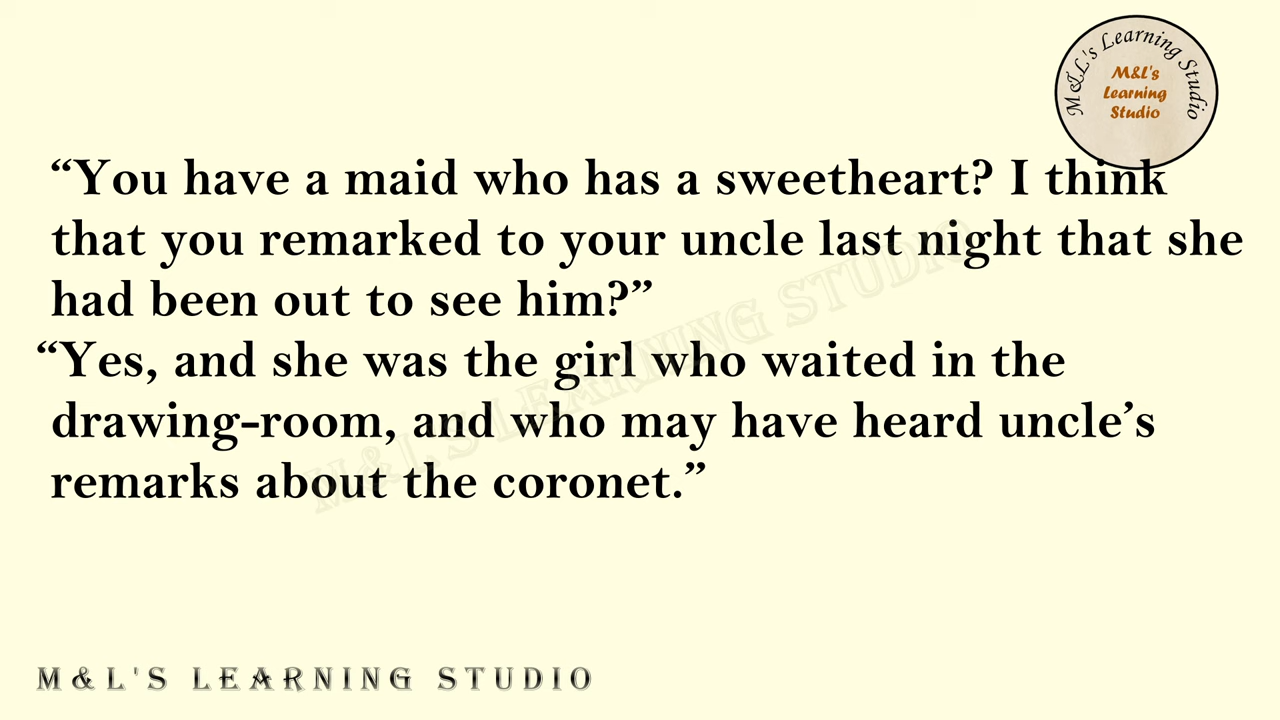 M&L's Learning Studio
M&L's
Learning
Studio
“You have a maid who has a sweetheart? I think
that you remarked to your uncle last night that she
had been out to see him?”
“Yes, and she was the girl who waited in the
drawing-room, and who may have heard uncle’s
remarks about the coronet.”
M&L'S LEARNING STUDIO
M&L'S LEARNING STUDIO